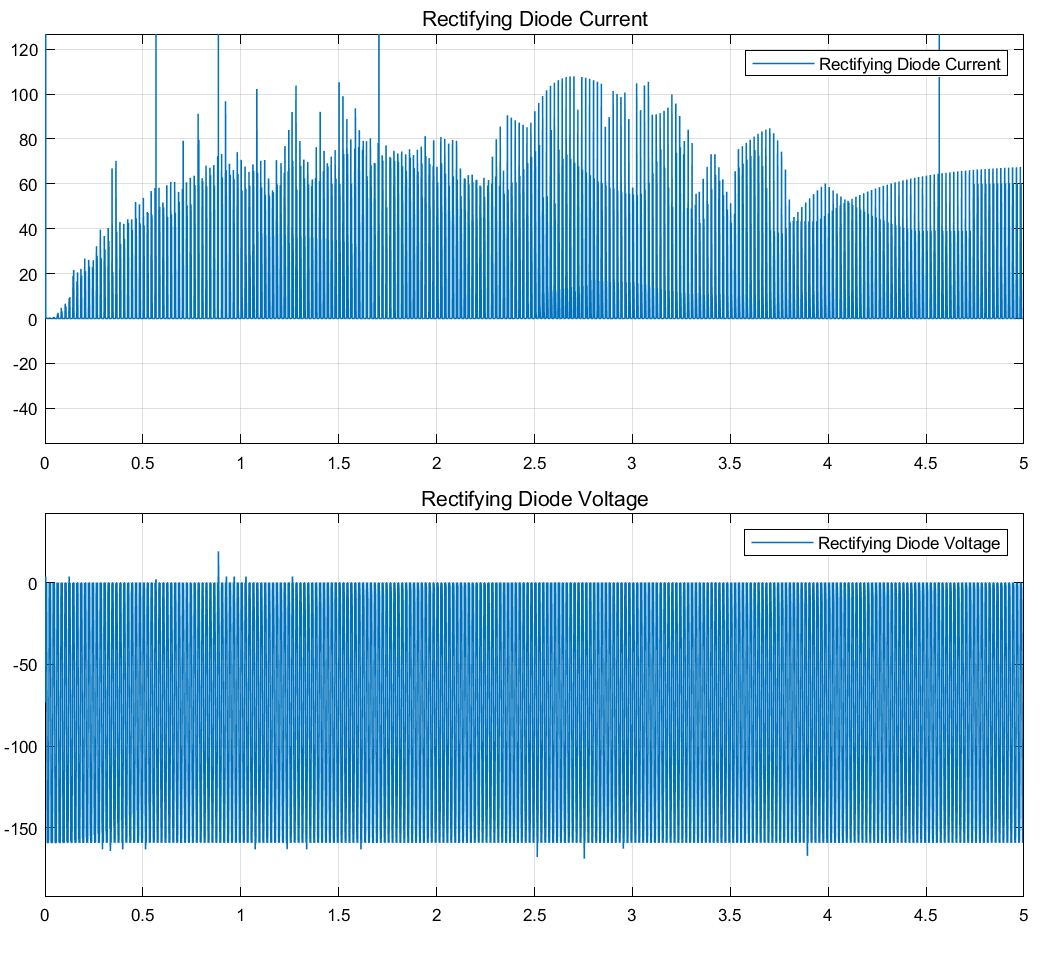 Rectifying Diode Current
Rectifying Diode Current
120
100
80
60
40
20
0
-20
-40
0 0.5 1 1.5 2 2.5 3 3.5 4 4.5 5
Rectifying Diode Voltage
Rectifying Diode Voltage
0
-50
-100
-150
0 0.5 1 1.5 2 2.5 3 3.5 4 4.5 5